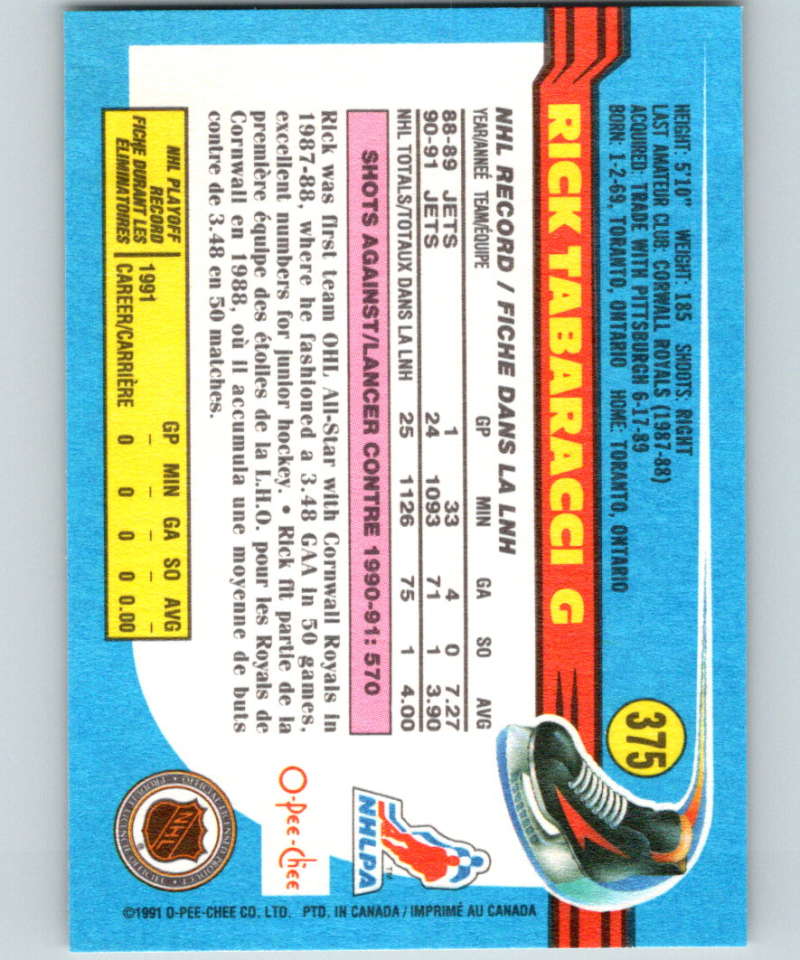 HEIGHT: 5'10" WEIGHT: 185 SHOOTS: RIGHT
LAST AMATEUR CLUB: CORWALL ROYALS (1987-88)
ACQUIRED: TRADE WITH PITTSBURGH 6-17-89
BORN: 1-2-69, TORANTO, ONTARIO HOME: TORANTO, ONTARIO
375
RICK TABARACCI G
NHL RECORD / FICHE DANS LA LNH
YEAR/ANNÉE TEAM/ÉQUIPE GP MIN GA SO AVG
88-89 JETS 1 33 4 0 7.27
90-91 JETS 24 1093 71 1 3.90
NHL TOTALS/TOTAUX DANS LA LNH 25 1126 75 1 4.00
SHOTS AGAINST/LANCER CONTRE 1990-91: 570
Rick was first team OHL All-Star with Cornwall Royals in
1987-88, where he fashioned a 3.48 GAA in 50 games,
excellent numbers for junior hockey. • Rick fit partie de la
première équipe des étoiles de la L.H.O. pour les Royals de
Cornwall en 1988, où il accumula une moyenne de buts
contre de 3.48 en 50 matches.
NHL PLAYOFF
RECORD
FICHE DURANT LES
ÉLIMINATOIRES
GP MIN GA SO AVG
1991 - - - - -
CAREER/CARRIÈRE 0 0 0 0 0.00
NHLPA
TM
O-Pee-Chee
NHL
®
• OFFICIAL LICENSED PRODUCT •
©1991 O-PEE-CHEE CO. LTD. PTD. IN CANADA / IMPRIMÉ AU CANADA